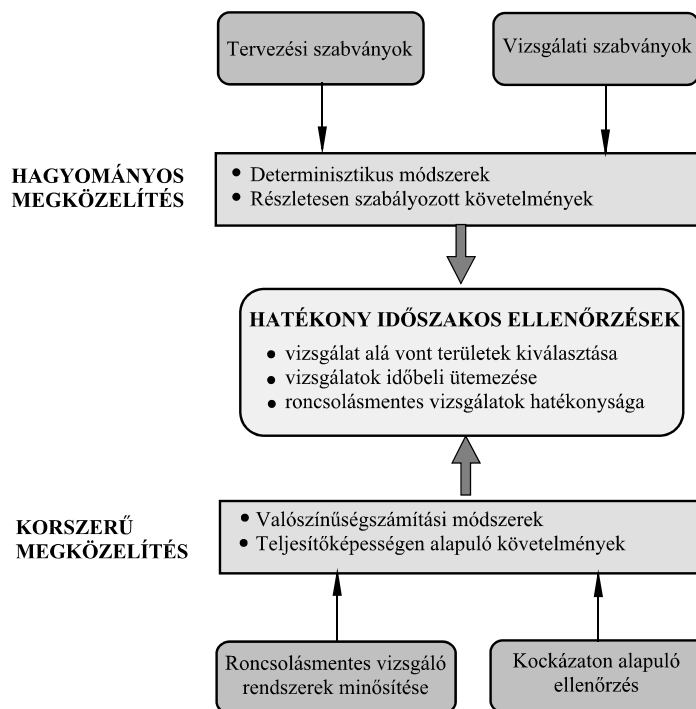 Tervezési szabványok
Vizsgálati szabványok
HAGYOMÁNYOS
MEGKÖZELÍTÉS
• Determinisztikus módszerek
• Részletesen szabályozott követelmények
HATÉKONY IDŐSZAKOS ELLENŐRZÉSEK
• vizsgálat alá vont területek kiválasztása
• vizsgálatok időbeli ütemezése
• roncsolásmentes vizsgálatok hatékonysága
KORSZERŰ
MEGKÖZELÍTÉS
• Valószínűségszámítási módszerek
• Teljesítőképességen alapuló követelmények
Roncsolásmentes vizsgáló
rendszerek minősítése
Kockázaton alapuló
ellenőrzés